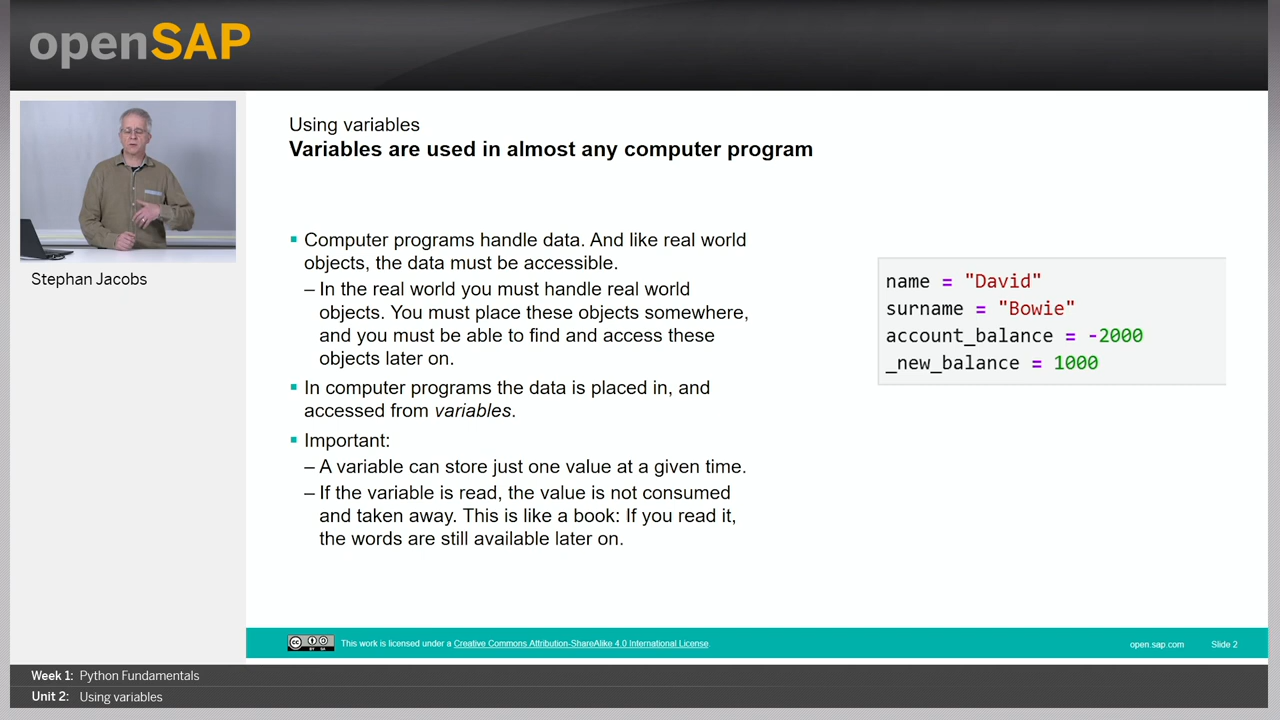 openSAP
Using variables
Variables are used in almost any computer program
Stephan Jacobs
▪ Computer programs handle data. And like real world
objects, the data must be accessible.
– In the real world you must handle real world
objects. You must place these objects somewhere,
and you must be able to find and access these
objects later on.
▪ In computer programs the data is placed in, and
accessed from variables.
▪ Important:
– A variable can store just one value at a given time.
– If the variable is read, the value is not consumed
and taken away. This is like a book: If you read it,
the words are still available later on.
name = "David"
surname = "Bowie"
account_balance = -2000
_new_balance = 1000
cc BY SA
This work is licensed under a Creative Commons Attribution-ShareAlike 4.0 International License.
open.sap.com
Slide 2
Week 1: Python Fundamentals
Unit 2: Using variables